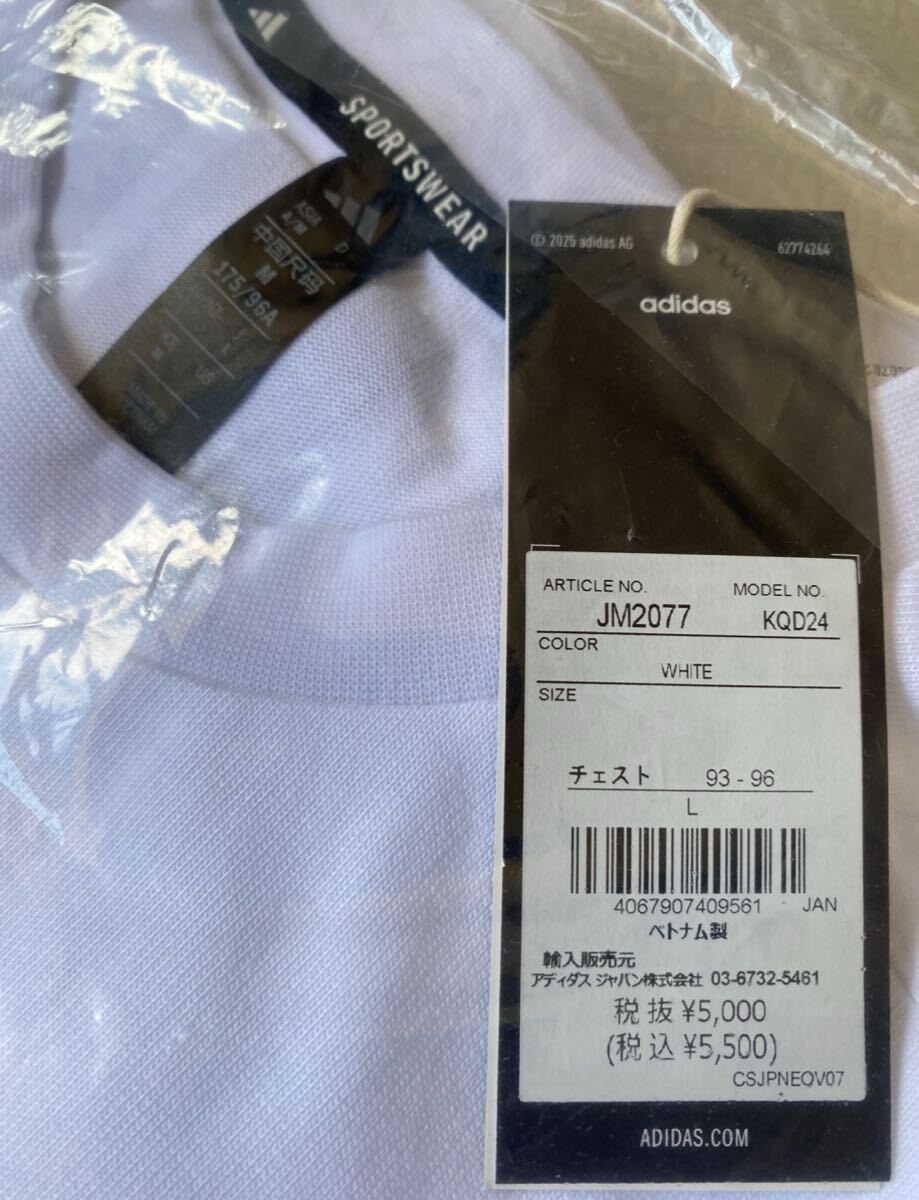 SPORTSWEAR
ASIA
A/M
D
中国尺码
M
175/96A
US
© 2025 adidas AG
62774264
adidas
ARTICLE NO.
MODEL NO.
JM2077
KQD24
COLOR
WHITE
SIZE
チェスト 93 - 96
L
4067907409561 JAN
ベトナム製
輸入販売元
アディダス ジャパン株式会社 03-6732-5461
税抜 ¥5,000
(税込 ¥5,500)
CSJPNEOV07
ADIDAS.COM